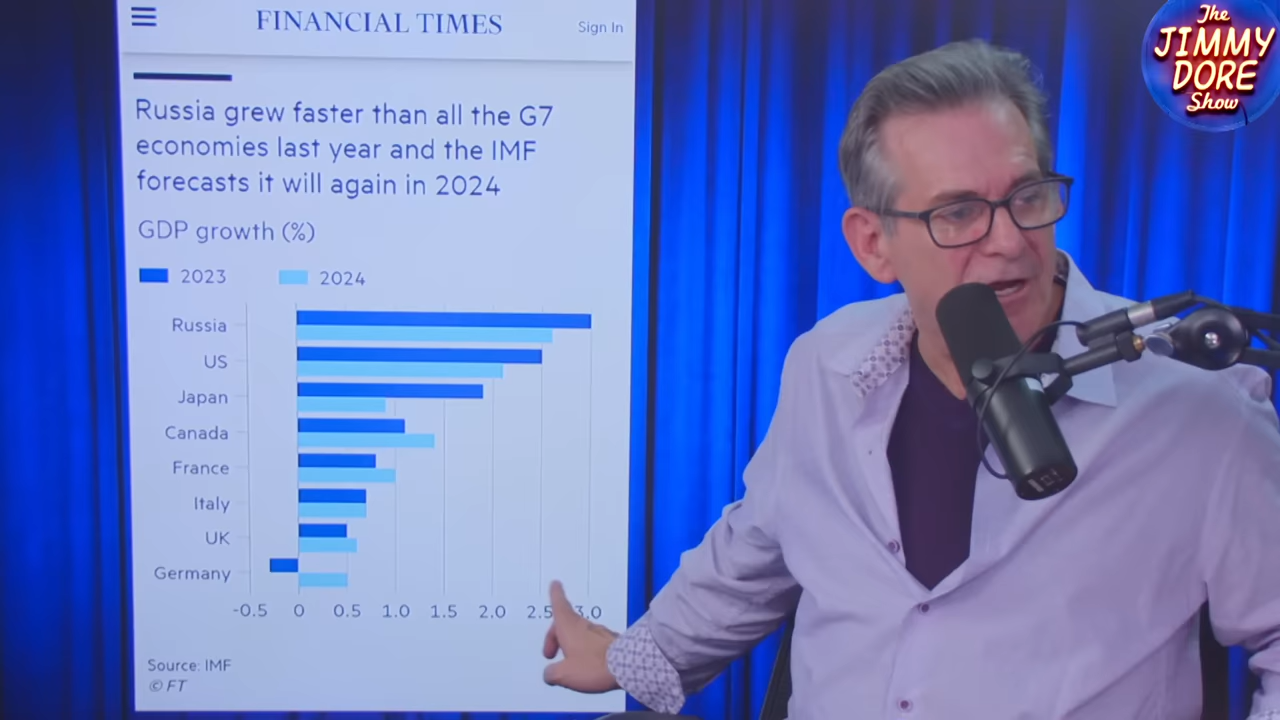 FINANCIAL TIMES
Sign In
The
JIMMY
DORE
Show
Russia grew faster than all the G7
economies last year and the IMF
forecasts it will again in 2024
GDP growth (%)
2023 2024
Russia
US
Japan
Canada
France
Italy
UK
Germany
-0.5 0 0.5 1.0 1.5 2.0 2.5 3.0
Source: IMF
© FT